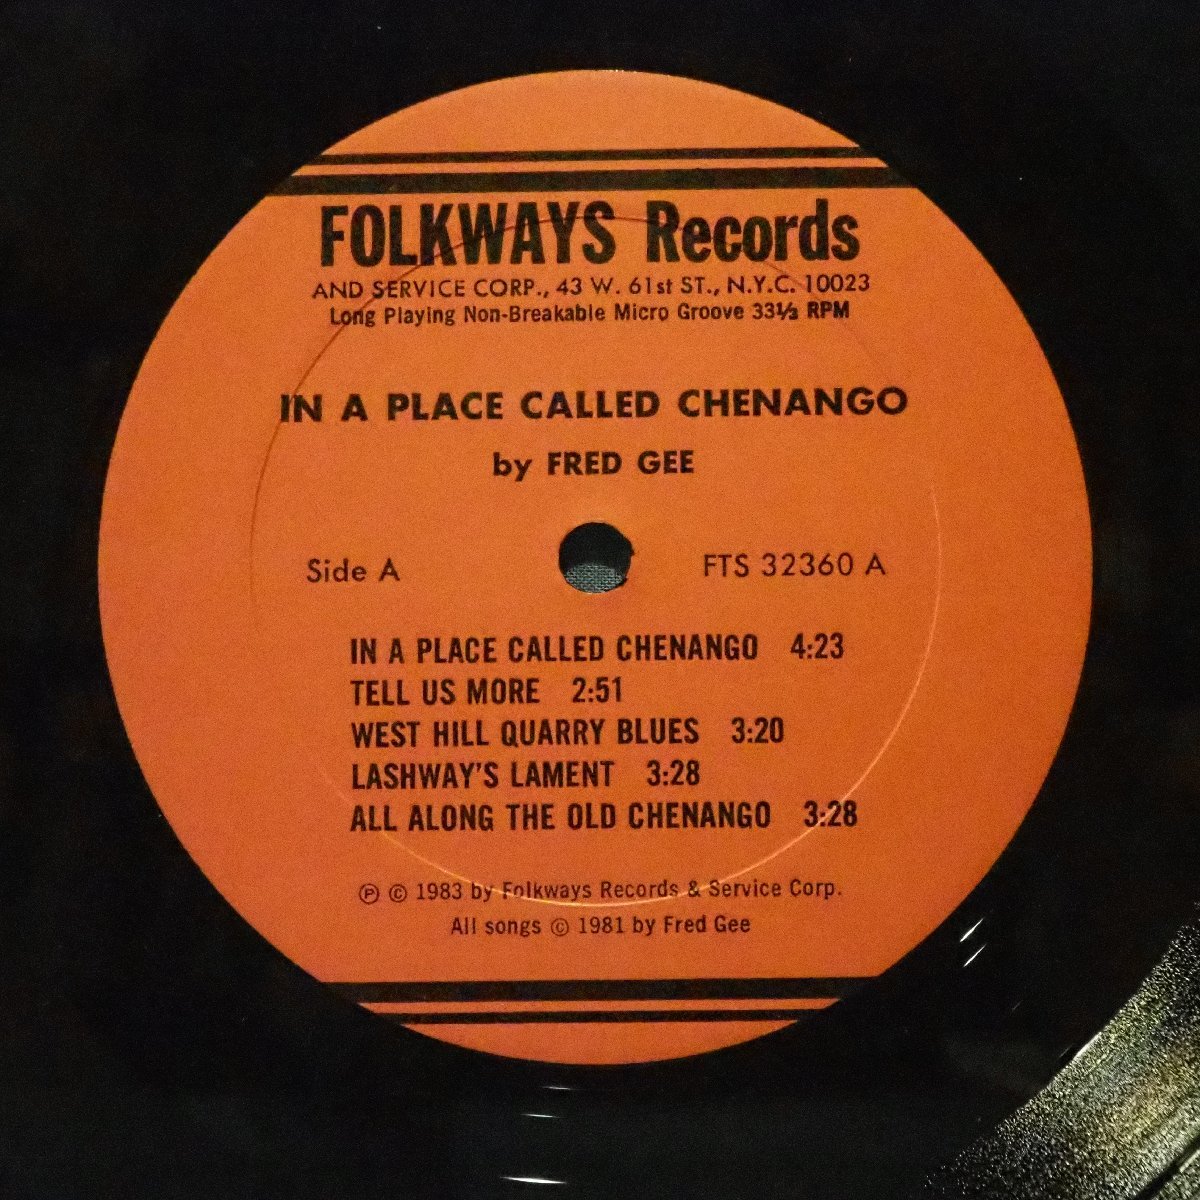 FOLKWAYS Records
AND SERVICE CORP., 43 W. 61st ST., N.Y.C. 10023
Long Playing Non-Breakable Micro Groove 33⅓ RPM
IN A PLACE CALLED CHENANGO
by FRED GEE
Side A FTS 32360 A
IN A PLACE CALLED CHENANGO 4:23
TELL US MORE 2:51
WEST HILL QUARRY BLUES 3:20
LASHWAY'S LAMENT 3:28
ALL ALONG THE OLD CHENANGO 3:28
℗ © 1983 by Folkways Records & Service Corp.
All songs © 1981 by Fred Gee